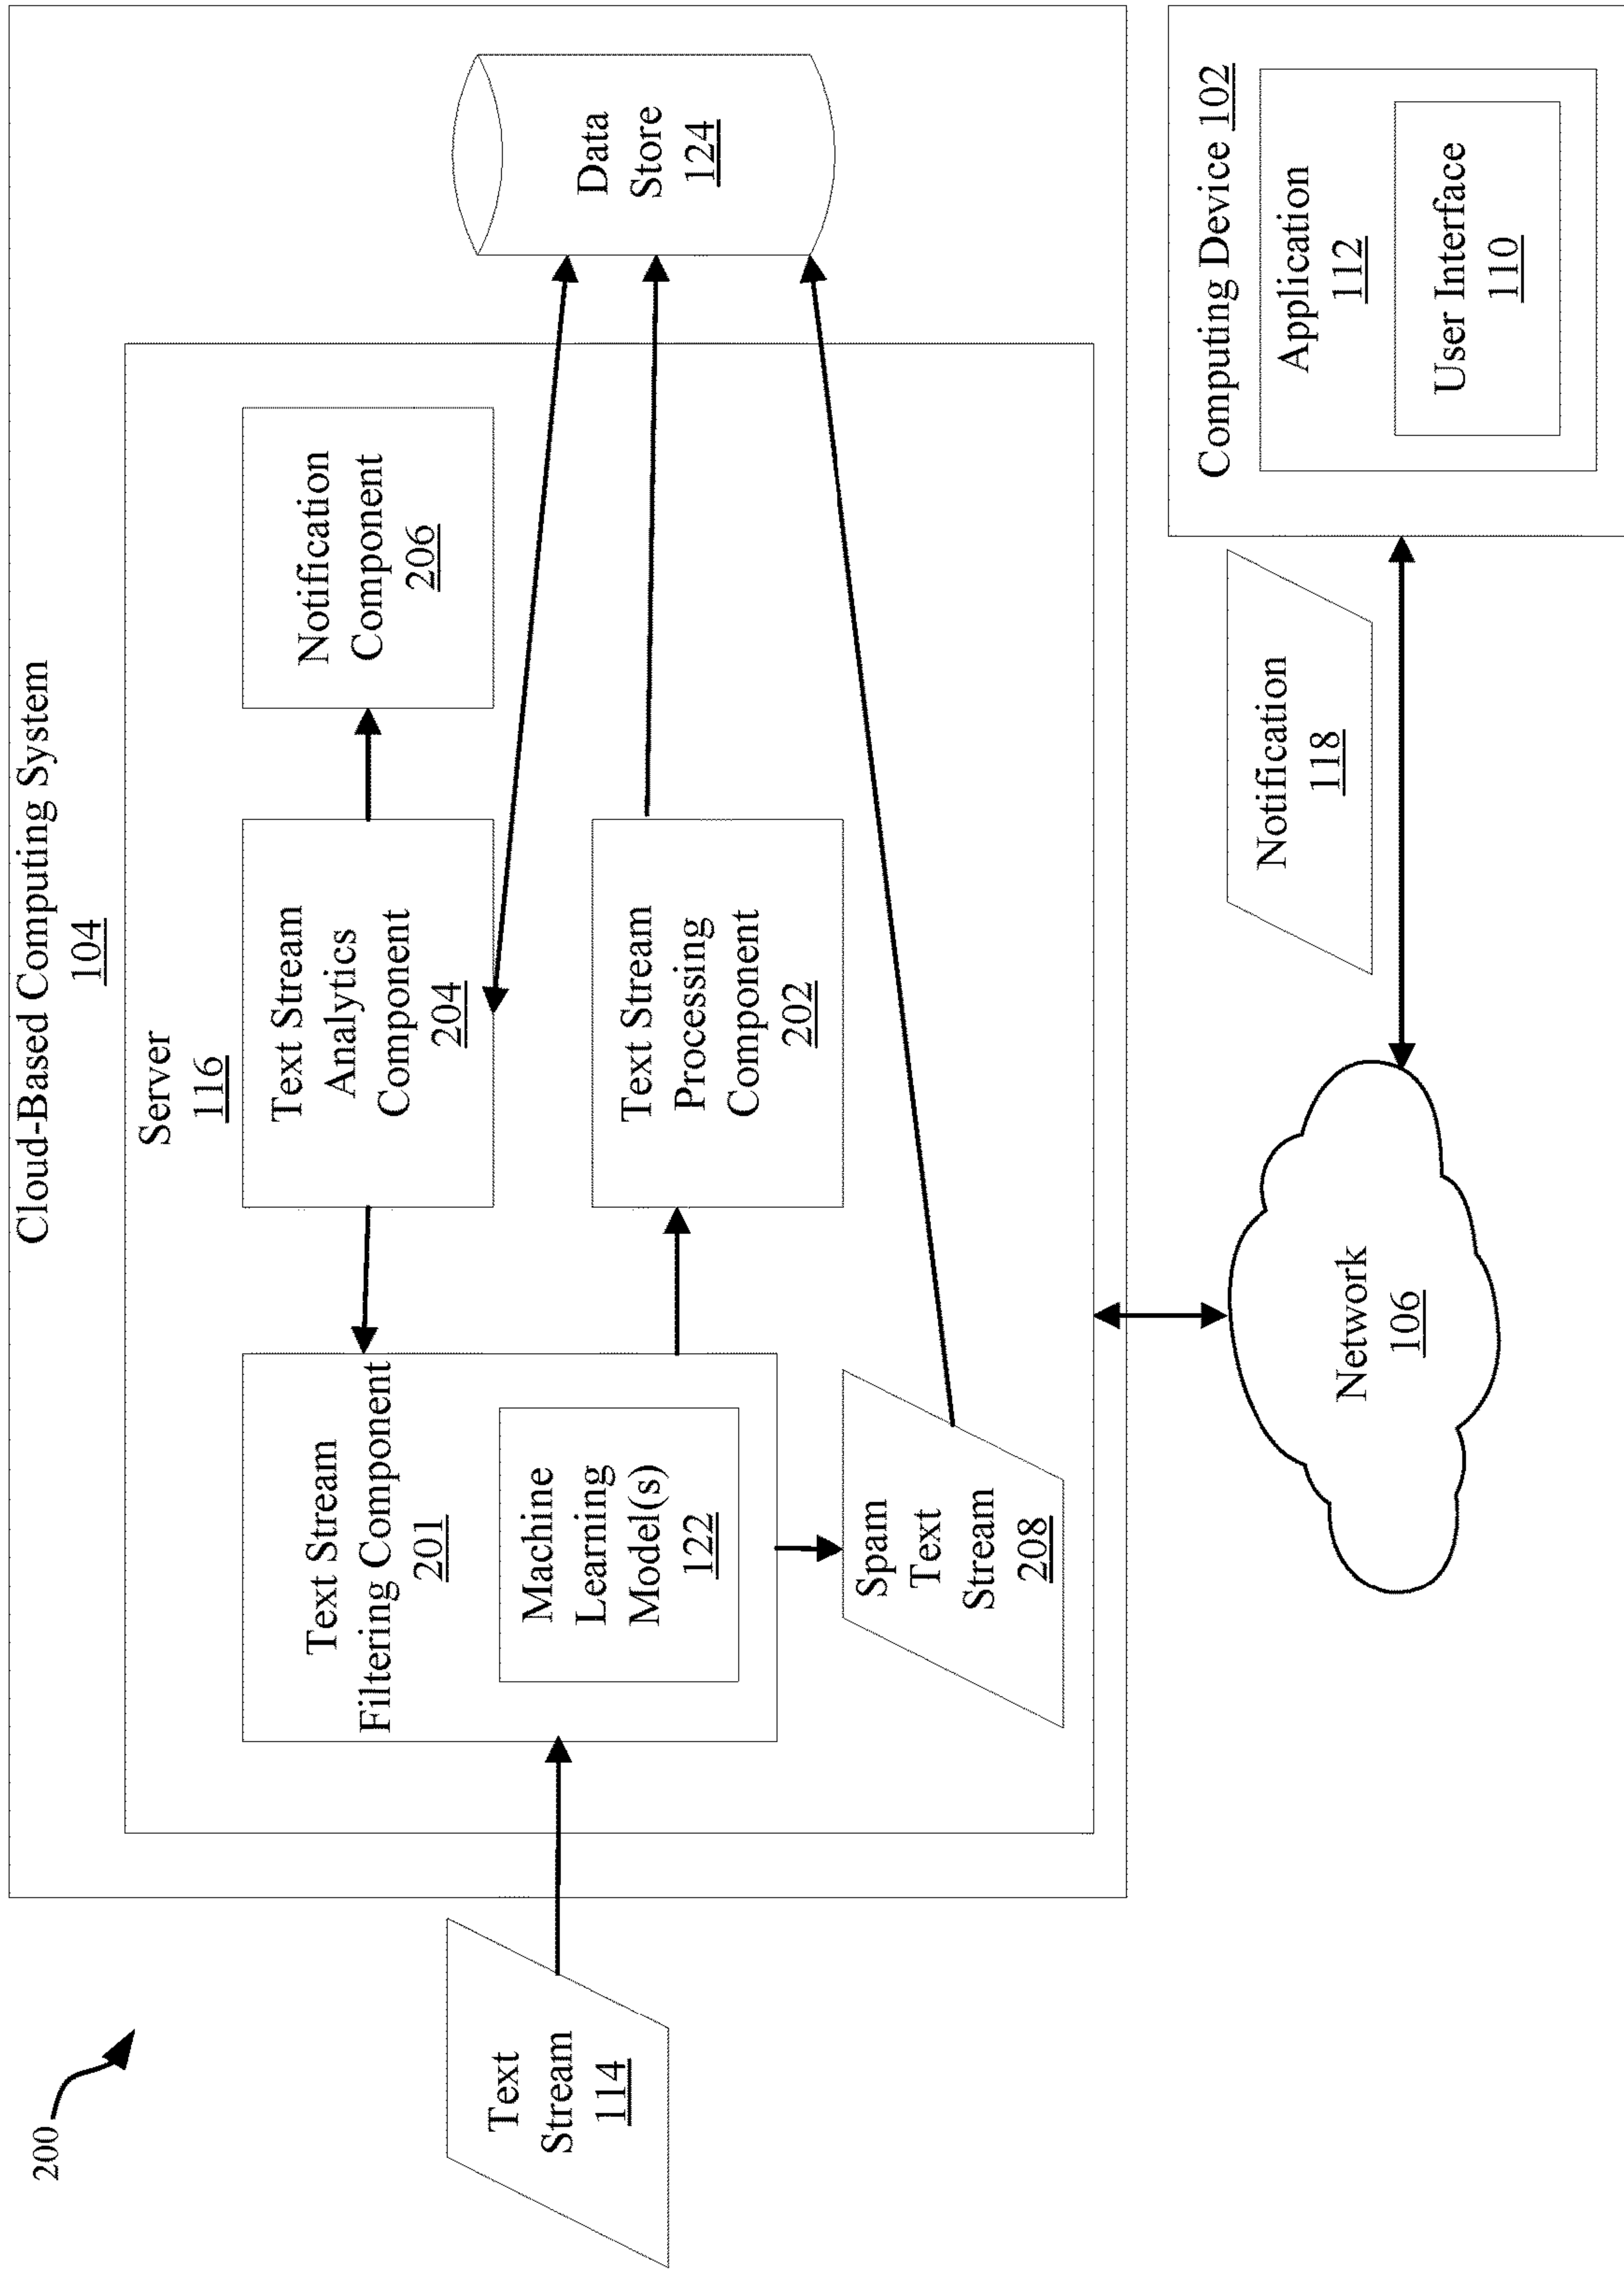 200
Cloud-Based Computing System
104
Server
116
Text Stream
114
Text Stream
Filtering Component
201
Machine
Learning
Model(s)
122
Text Stream
Analytics
Component
204
Notification
Component
206
Text Stream
Processing
Component
202
Spam
Text
Stream
208
Data
Store
124
Network
106
Notification
118
Computing Device 102
Application
112
User Interface
110